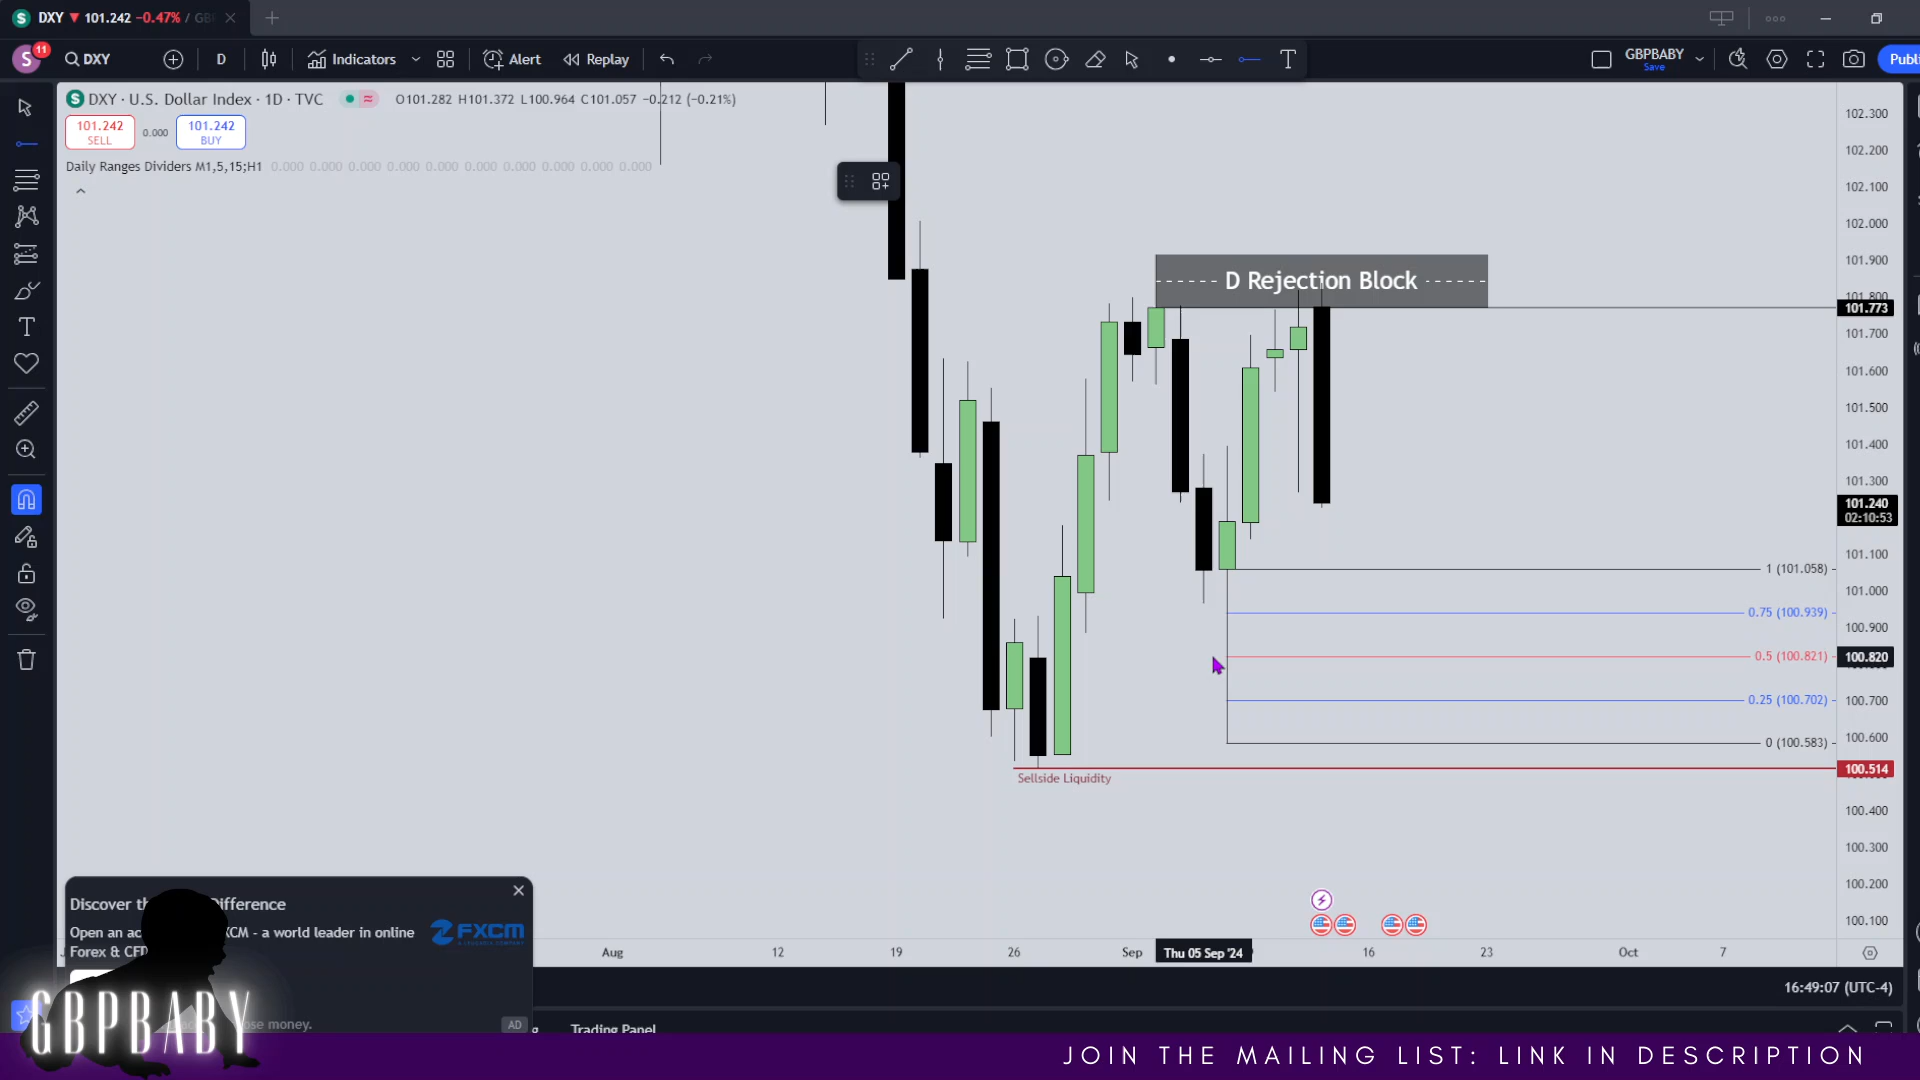 DXY ▼ 101.242 −0.47% / GBP
S 11 DXY D Indicators Alert Replay T GBPBABY Save Publi
DXY · U.S. Dollar Index · 1D · TVC O101.282 H101.372 L100.964 C101.057 −0.212 (−0.21%)
101.242 SELL 0.000 101.242 BUY
Daily Ranges Dividers M1,5,15;H1 0.000 0.000 0.000 0.000 0.000 0.000 0.000 0.000 0.000 0.000
D Rejection Block
102.300
102.200
102.100
102.000
101.900
101.800
101.773
101.700
101.600
101.500
101.400
101.300
101.240
02:10:53
101.100
1 (101.058)
101.000
0.75 (100.939)
100.900
0.5 (100.821) 100.820
0.25 (100.702) 100.700
0 (100.583) 100.600
100.514
Sellside Liquidity
100.400
100.300
100.200
100.100
Discover th Difference
Open an ac XCM - a world leader in online
Forex & CFD
FXCM
ose money.
AD
Aug 12 19 26 Sep Thu 05 Sep '24 16 23 Oct 7
16:49:07 (UTC-4)
Trading Panel
GBPBABY
JOIN THE MAILING LIST: LINK IN DESCRIPTION